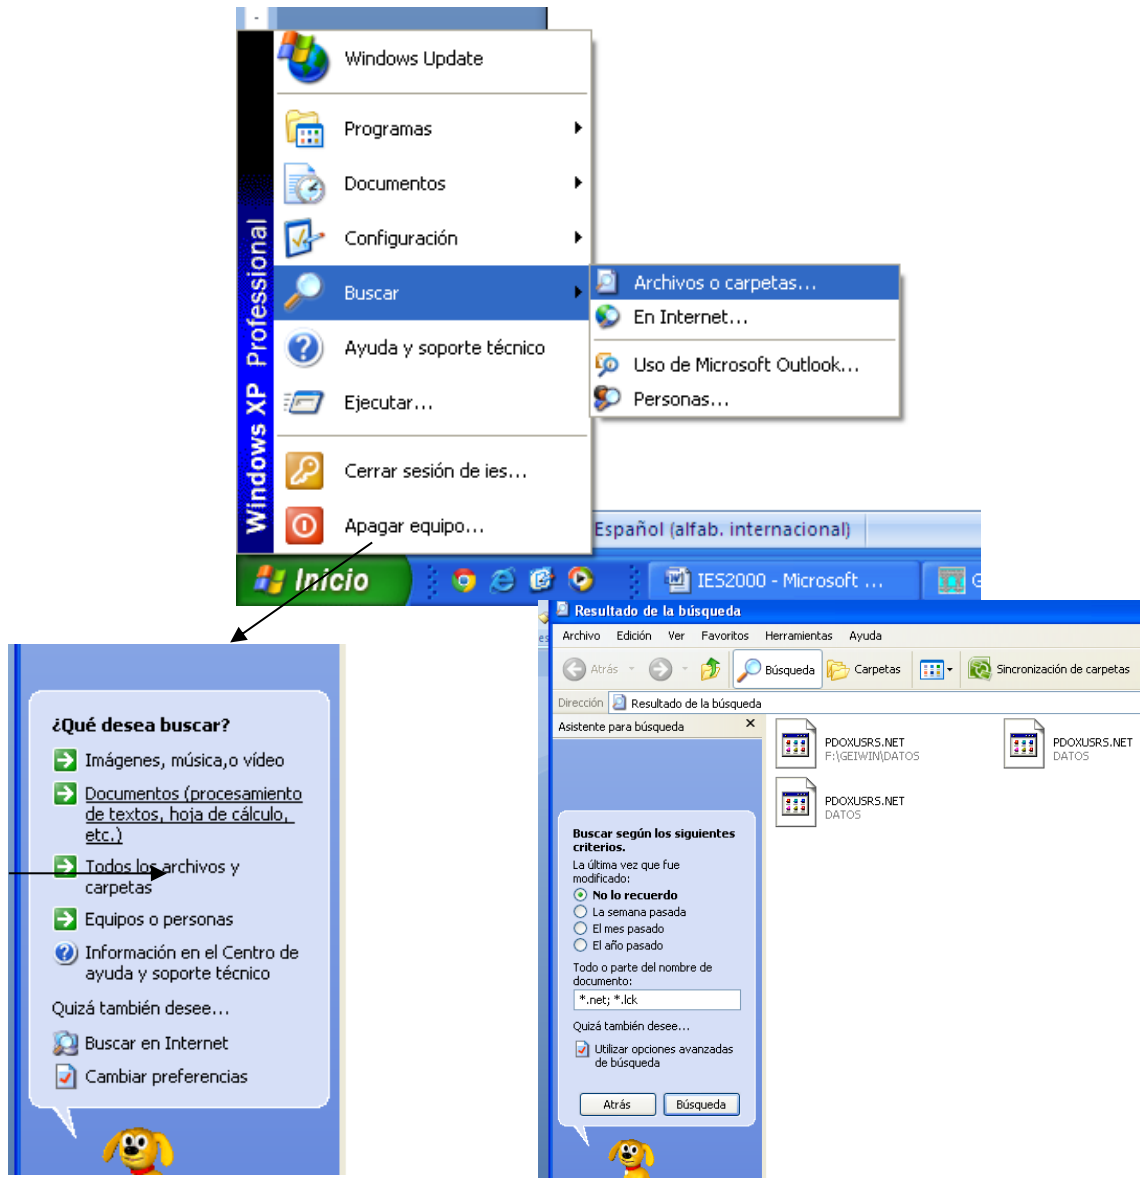 Windows Update
Programas
Documentos
Configuración
Buscar
Ayuda y soporte técnico
Ejecutar...
Cerrar sesión de ies...
Apagar equipo...
Windows XP Professional
Archivos o carpetas...
En Internet...
Uso de Microsoft Outlook...
Personas...
Español (alfab. internacional)
Inicio
IES2000 - Microsoft ...
G
¿Qué desea buscar?
Imágenes, música,o vídeo
Documentos (procesamiento
de textos, hoja de cálculo,
etc.)
Todos los archivos y
carpetas
Equipos o personas
Información en el Centro de
ayuda y soporte técnico
Quizá también desee...
Buscar en Internet
Cambiar preferencias
Resultado de la búsqueda
Archivo Edición Ver Favoritos Herramientas Ayuda
Atrás Búsqueda Carpetas Sincronización de carpetas
Dirección Resultado de la búsqueda
Asistente para búsqueda
Buscar según los siguientes
criterios.
La última vez que fue
modificado:
No lo recuerdo
La semana pasada
El mes pasado
El año pasado
Todo o parte del nombre de
documento:
*.net; *.lck
Quizá también desee...
Utilizar opciones avanzadas
de búsqueda
Atrás Búsqueda
PDOXUSRS.NET
F:\GEIWIN\DATOS
PDOXUSRS.NET
DATOS
PDOXUSRS.NET
DATOS